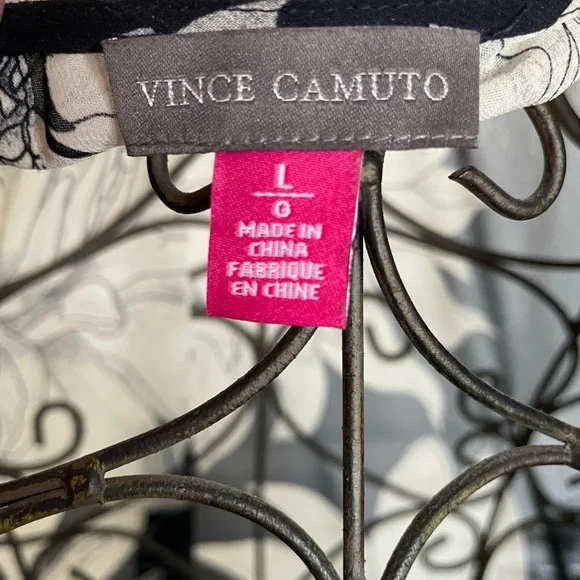 VINCE CAMUTO
L
G
MADE IN
CHINA
FABRIQUE
EN CHINE